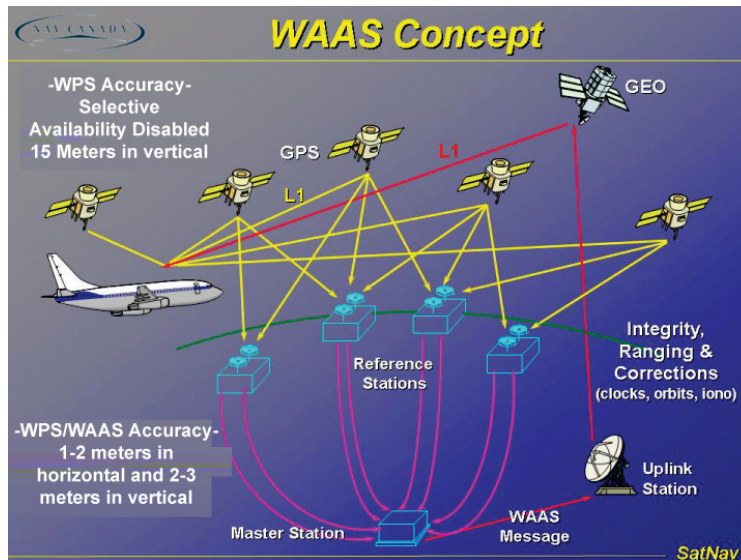 NAV CANADA
WAAS Concept
-WPS Accuracy-
Selective
Availability Disabled
15 Meters in vertical
GEO
GPS
L1
L1
Integrity,
Ranging &
Corrections
(clocks, orbits, iono)
Reference
Stations
-WPS/WAAS Accuracy-
1-2 meters in
horizontal and 2-3
meters in vertical
Uplink
Station
Master Station
WAAS
Message
SatNav